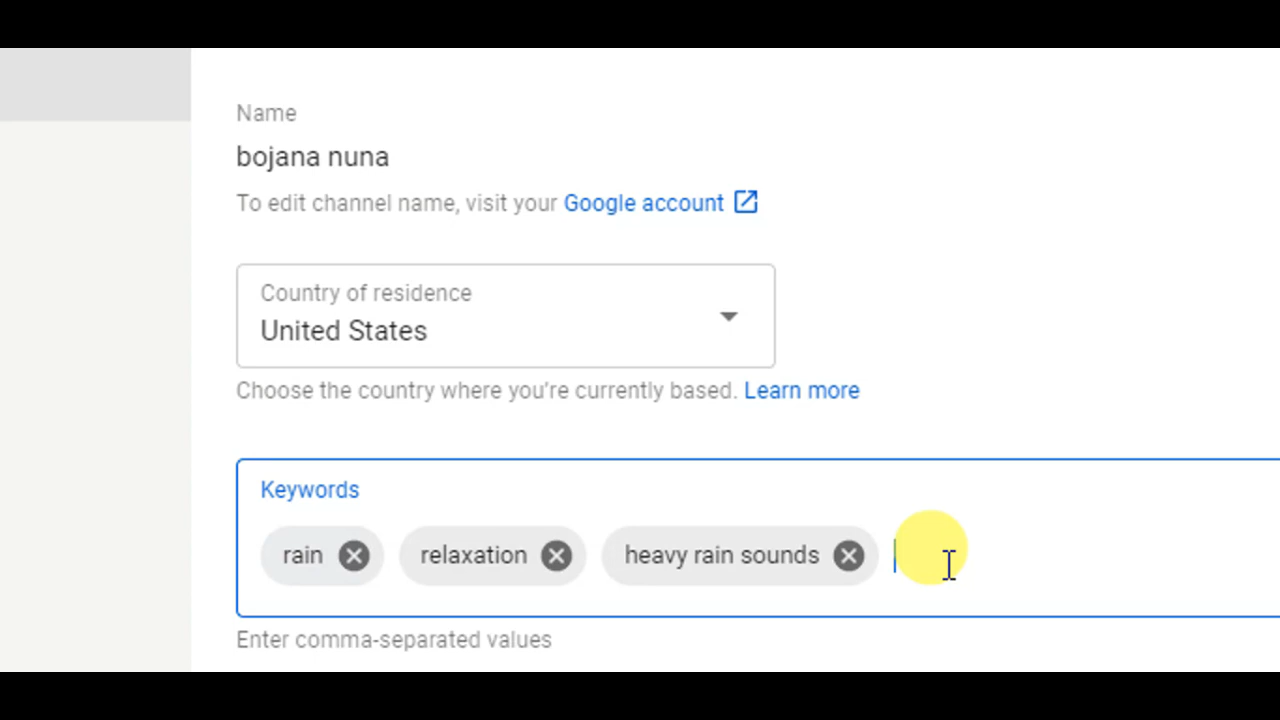 Name
bojana nuna
To edit channel name, visit your Google account
Country of residence
United States
Choose the country where you're currently based. Learn more
Keywords
rain relaxation heavy rain sounds
Enter comma-separated values